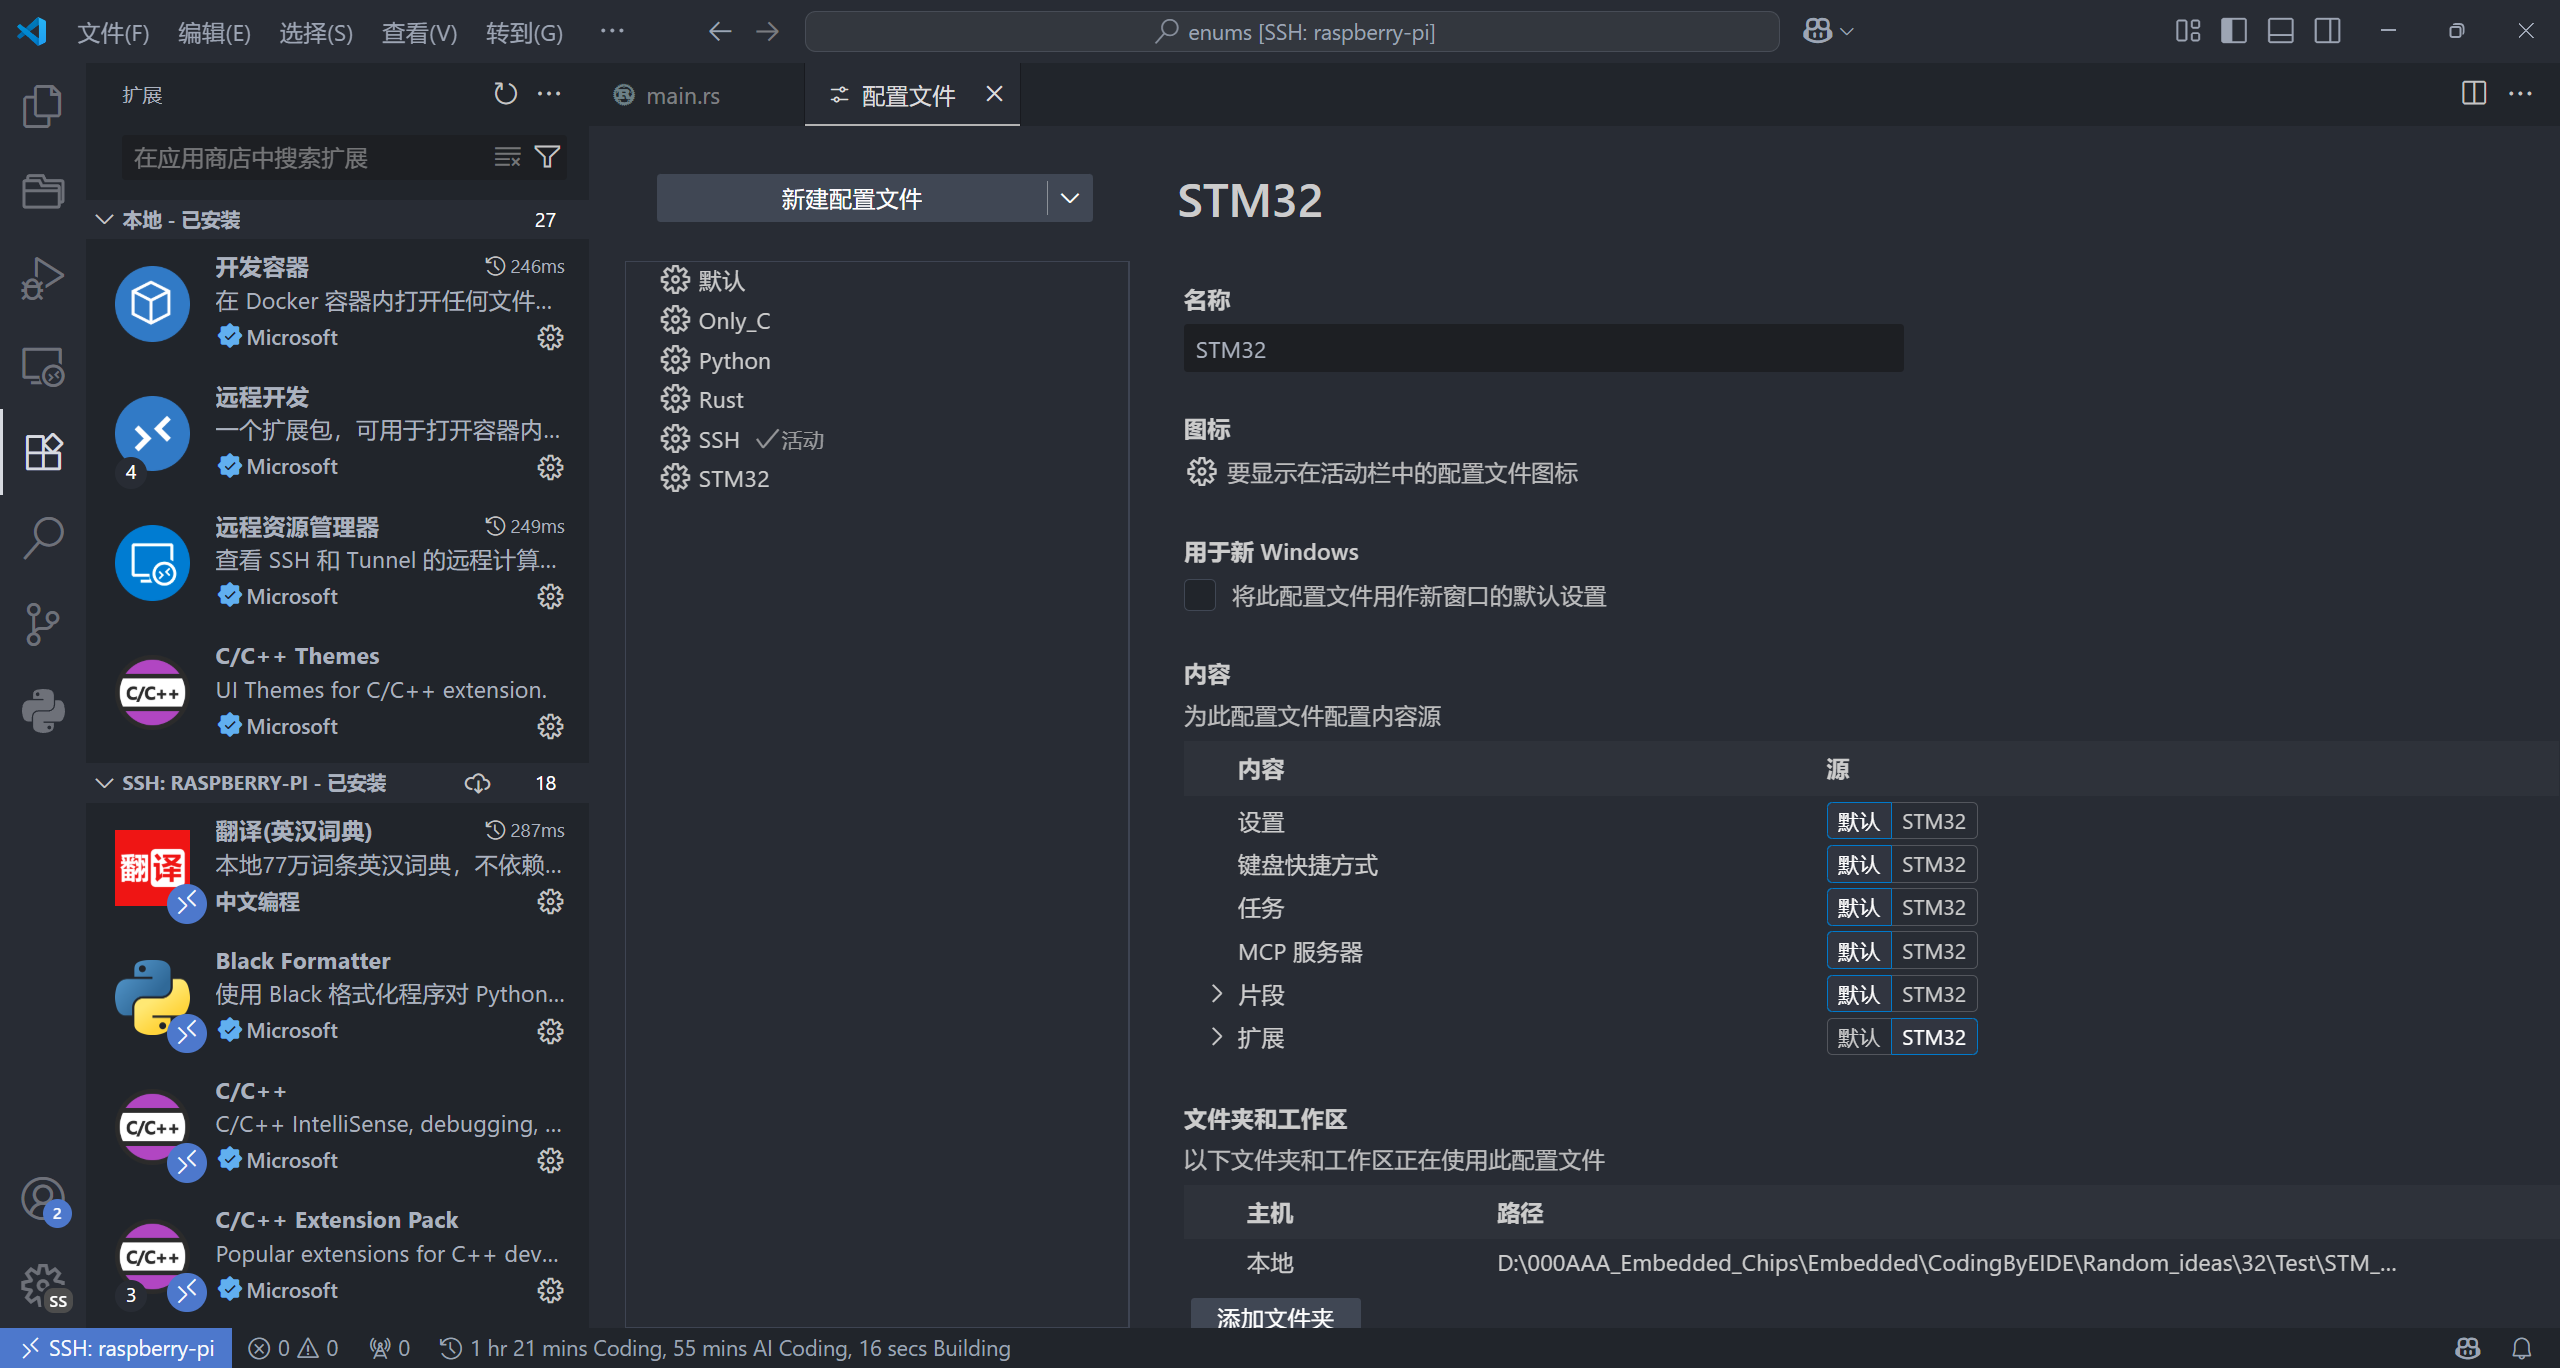 文件(F) 编辑(E) 选择(S) 查看(V) 转到(G) ···
enums [SSH: raspberry-pi]
扩展
在应用商店中搜索扩展
本地 - 已安装 27
开发容器 246ms
在 Docker 容器内打开任何文件...
Microsoft
远程开发
一个扩展包，可用于打开容器内...
4 Microsoft
远程资源管理器 249ms
查看 SSH 和 Tunnel 的远程计算...
Microsoft
C/C++ Themes
C/C++ UI Themes for C/C++ extension.
Microsoft
SSH: RASPBERRY-PI - 已安装 18
翻译(英汉词典) 287ms
翻译 本地77万词条英汉词典，不依赖...
中文编程
Black Formatter
使用 Black 格式化程序对 Python...
Microsoft
C/C++
C/C++ C/C++ IntelliSense, debugging, ...
Microsoft
C/C++ Extension Pack
C/C++ Popular extensions for C++ dev...
3 Microsoft
2
SS
main.rs 配置文件
新建配置文件
默认
Only_C
Python
Rust
SSH 活动
STM32
STM32
名称
STM32
图标
要显示在活动栏中的配置文件图标
用于新 Windows
将此配置文件用作新窗口的默认设置
内容
为此配置文件配置内容源
内容 源
设置 默认 STM32
键盘快捷方式 默认 STM32
任务 默认 STM32
MCP 服务器 默认 STM32
片段 默认 STM32
扩展 默认 STM32
文件夹和工作区
以下文件夹和工作区正在使用此配置文件
主机 路径
本地 D:\000AAA_Embedded_Chips\Embedded\CodingByEIDE\Random_ideas\32\Test\STM_...
添加文件夹
SSH: raspberry-pi 0 0 0 1 hr 21 mins Coding, 55 mins AI Coding, 16 secs Building